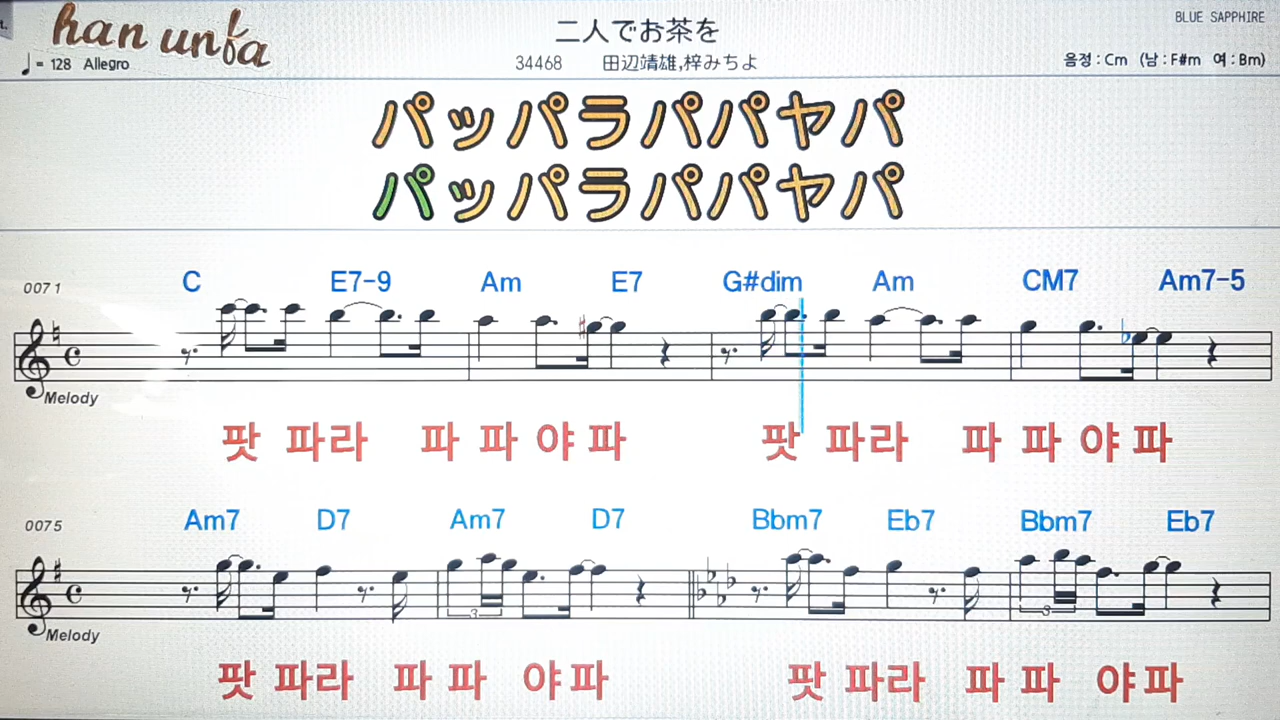 han unfa
二人でお茶を
BLUE SAPPHIRE
♩ = 128 Allegro
34468 田辺靖雄,梓みちよ
음정 : Cm (남 : F#m 여 : Bm)
パッパラパパヤパ
パッパラパパヤパ
0071 C E7-9 Am E7 G#dim Am CM7 Am7-5
Melody
팟 파라 파 파 야 파 팟 파라 파 파 야 파
0075 Am7 D7 Am7 D7 Bbm7 Eb7 Bbm7 Eb7
3 3
Melody
팟 파라 파 파 야 파 팟 파라 파 파 야 파